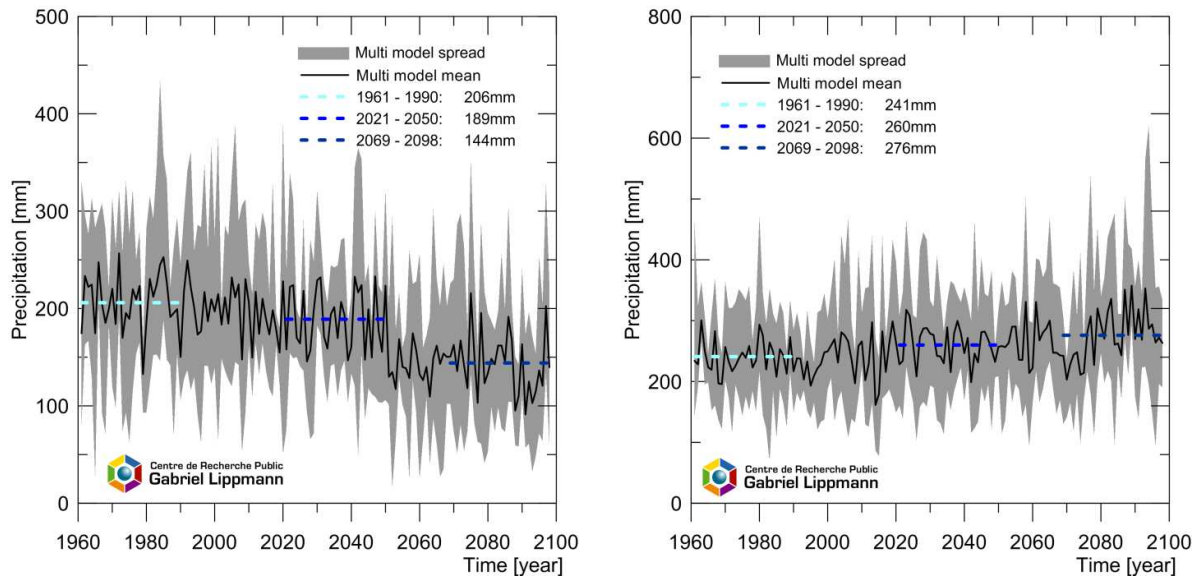 500
400
300
200
100
0
Precipitation [mm]
Multi model spread
Multi model mean
1961 - 1990: 206mm
2021 - 2050: 189mm
2069 - 2098: 144mm
Centre de Recherche Public
Gabriel Lippmann
1960 1980 2000 2020 2040 2060 2080 2100
Time [year]
800
600
400
200
0
Precipitation [mm]
Multi model spread
Multi model mean
1961 - 1990: 241mm
2021 - 2050: 260mm
2069 - 2098: 276mm
Centre de Recherche Public
Gabriel Lippmann
1960 1980 2000 2020 2040 2060 2080 2100
Time [year]